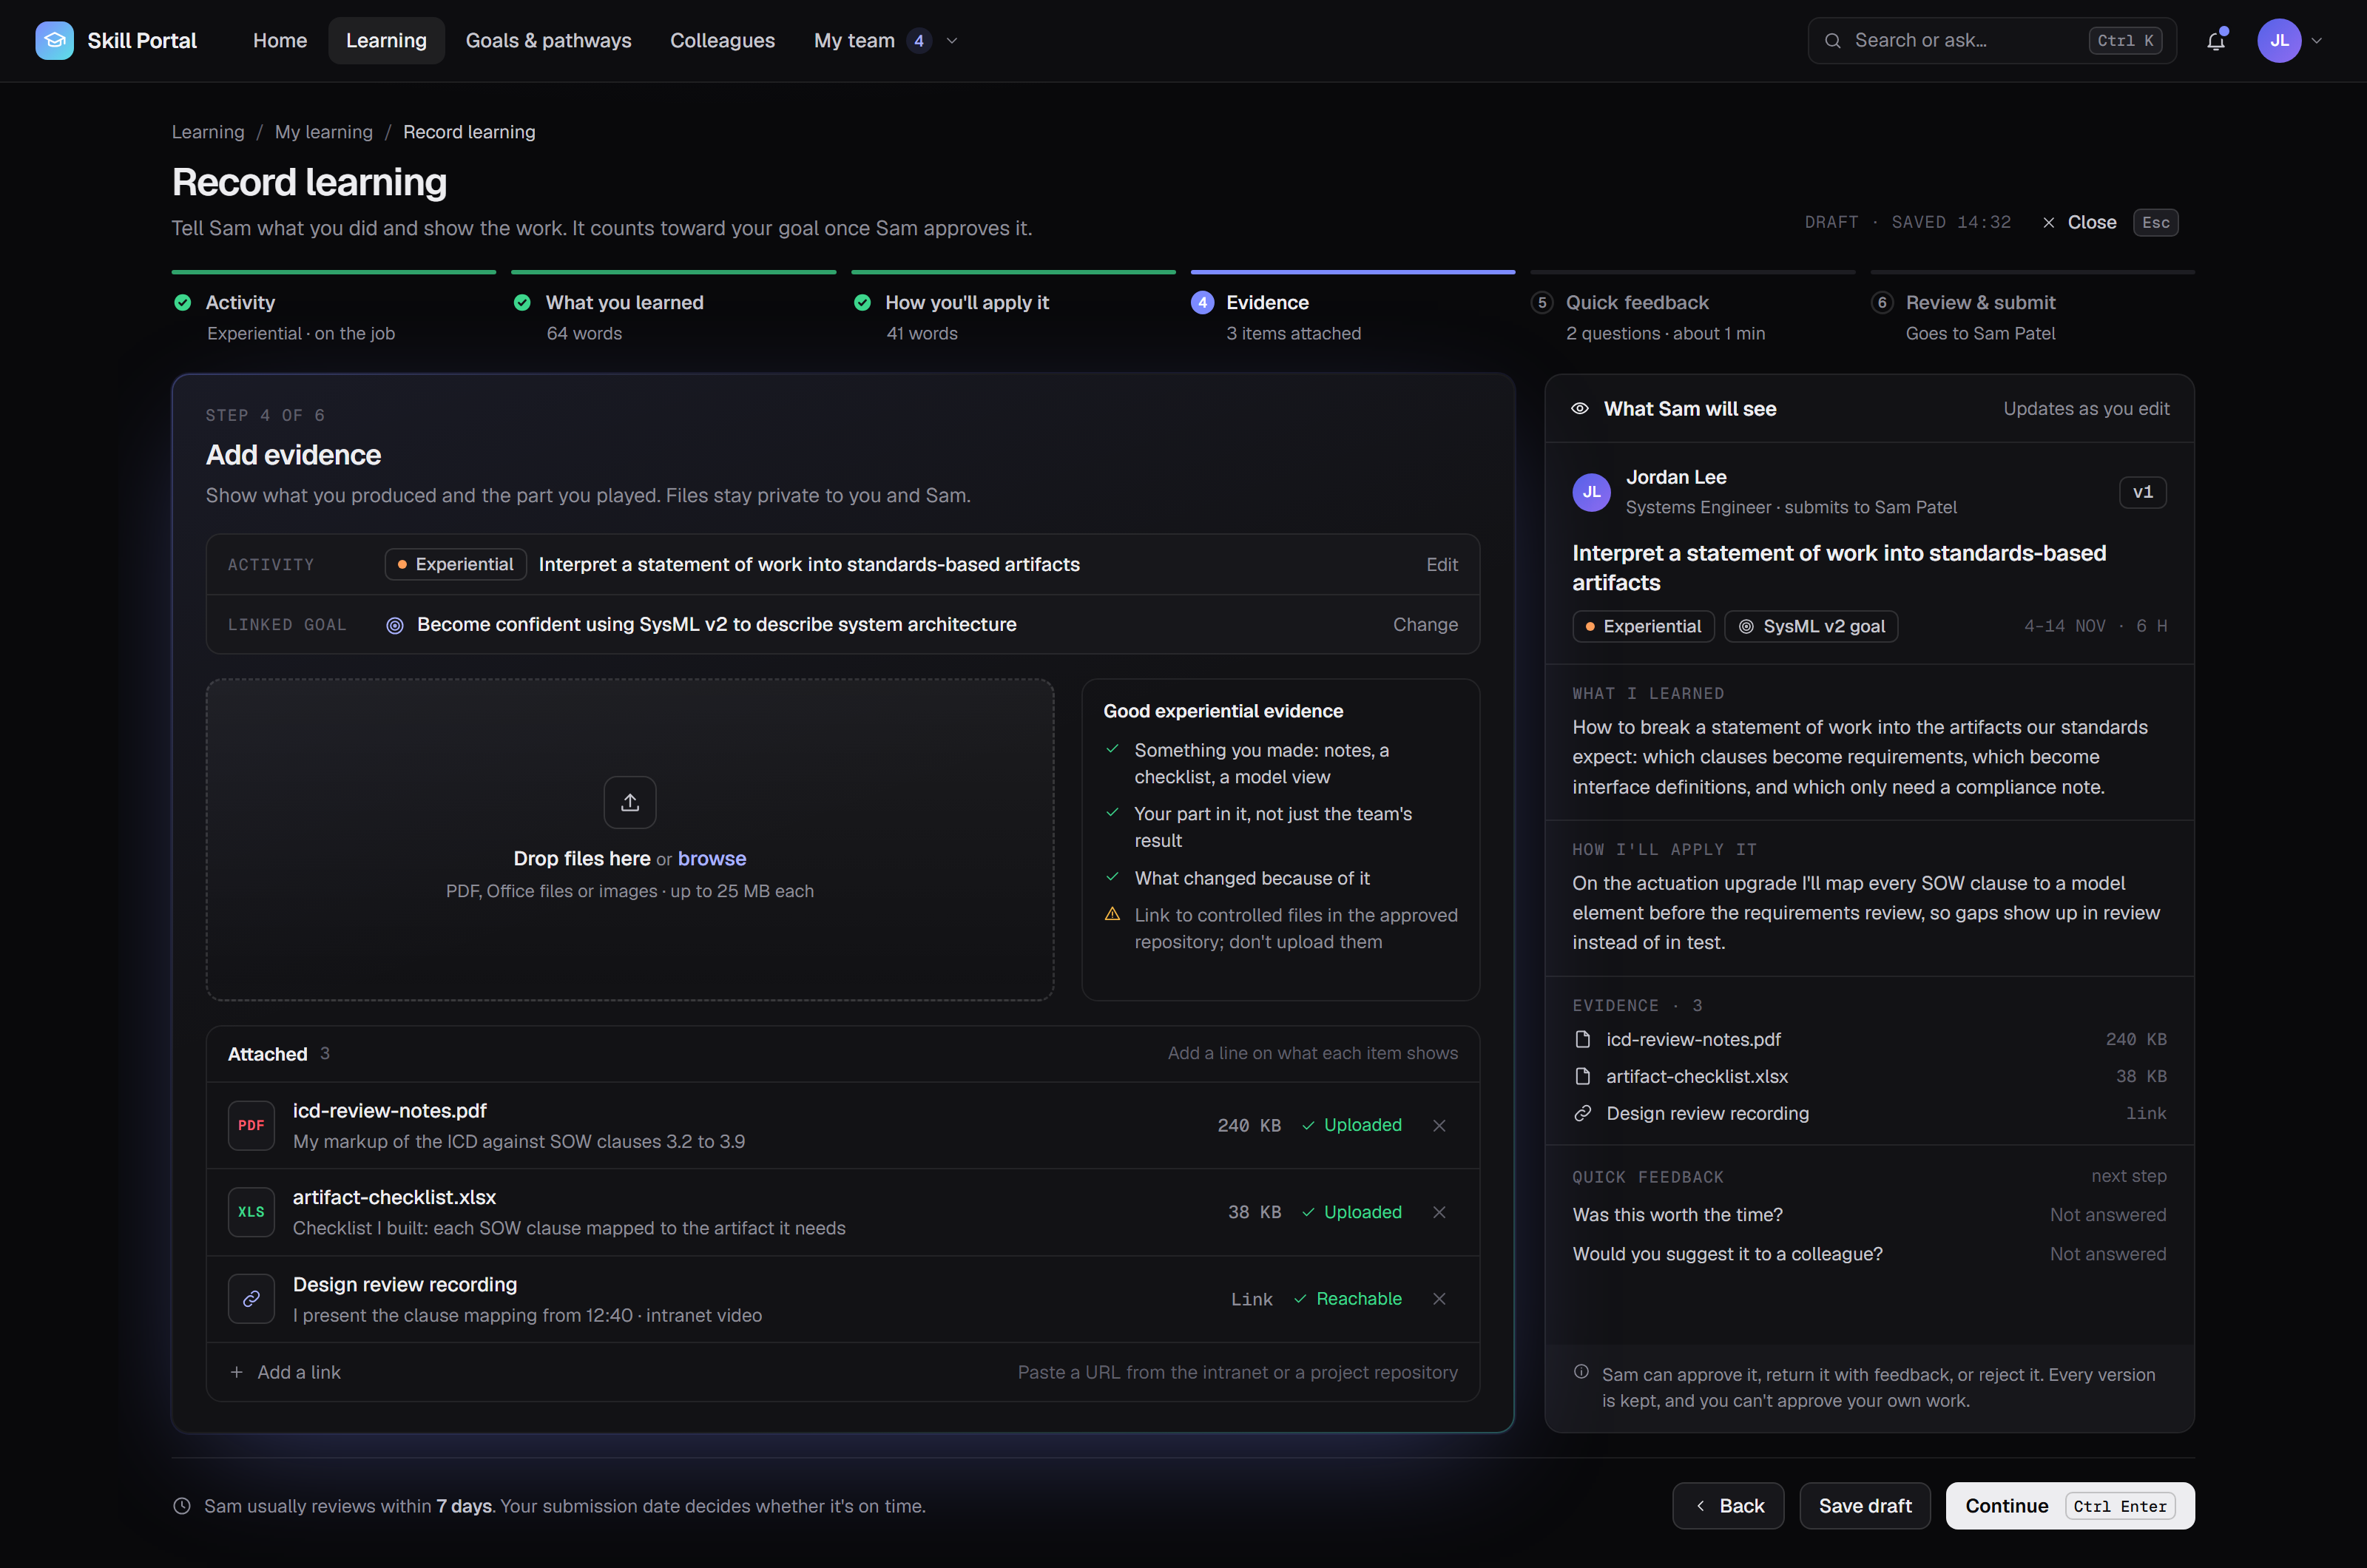 Skill Portal
Home
Learning
Goals & pathways
Colleagues
My team 4
Search or ask...
Ctrl K
JL
Learning / My learning / Record learning
Record learning
Tell Sam what you did and show the work. It counts toward your goal once Sam approves it.
DRAFT · SAVED 14:32
Close
Esc
Activity
Experiential · on the job
What you learned
64 words
How you'll apply it
41 words
4 Evidence
3 items attached
5 Quick feedback
2 questions · about 1 min
6 Review & submit
Goes to Sam Patel
STEP 4 OF 6
Add evidence
Show what you produced and the part you played. Files stay private to you and Sam.
ACTIVITY
Experiential
Interpret a statement of work into standards-based artifacts
Edit
LINKED GOAL
Become confident using SysML v2 to describe system architecture
Change
Drop files here or browse
PDF, Office files or images · up to 25 MB each
Good experiential evidence
Something you made: notes, a
checklist, a model view
Your part in it, not just the team's
result
What changed because of it
Link to controlled files in the approved
repository; don't upload them
Attached 3
Add a line on what each item shows
PDF
icd-review-notes.pdf
My markup of the ICD against SOW clauses 3.2 to 3.9
240 KB
Uploaded
XLS
artifact-checklist.xlsx
Checklist I built: each SOW clause mapped to the artifact it needs
38 KB
Uploaded
Design review recording
I present the clause mapping from 12:40 · intranet video
Link
Reachable
Add a link
Paste a URL from the intranet or a project repository
What Sam will see
Updates as you edit
JL
Jordan Lee
Systems Engineer · submits to Sam Patel
v1
Interpret a statement of work into standards-based
artifacts
Experiential
SysML v2 goal
4–14 NOV · 6 H
WHAT I LEARNED
How to break a statement of work into the artifacts our standards
expect: which clauses become requirements, which become
interface definitions, and which only need a compliance note.
HOW I'LL APPLY IT
On the actuation upgrade I'll map every SOW clause to a model
element before the requirements review, so gaps show up in review
instead of in test.
EVIDENCE · 3
icd-review-notes.pdf
240 KB
artifact-checklist.xlsx
38 KB
Design review recording
link
QUICK FEEDBACK
next step
Was this worth the time?
Not answered
Would you suggest it to a colleague?
Not answered
Sam can approve it, return it with feedback, or reject it. Every version
is kept, and you can't approve your own work.
Sam usually reviews within 7 days. Your submission date decides whether it's on time.
Back
Save draft
Continue
Ctrl Enter